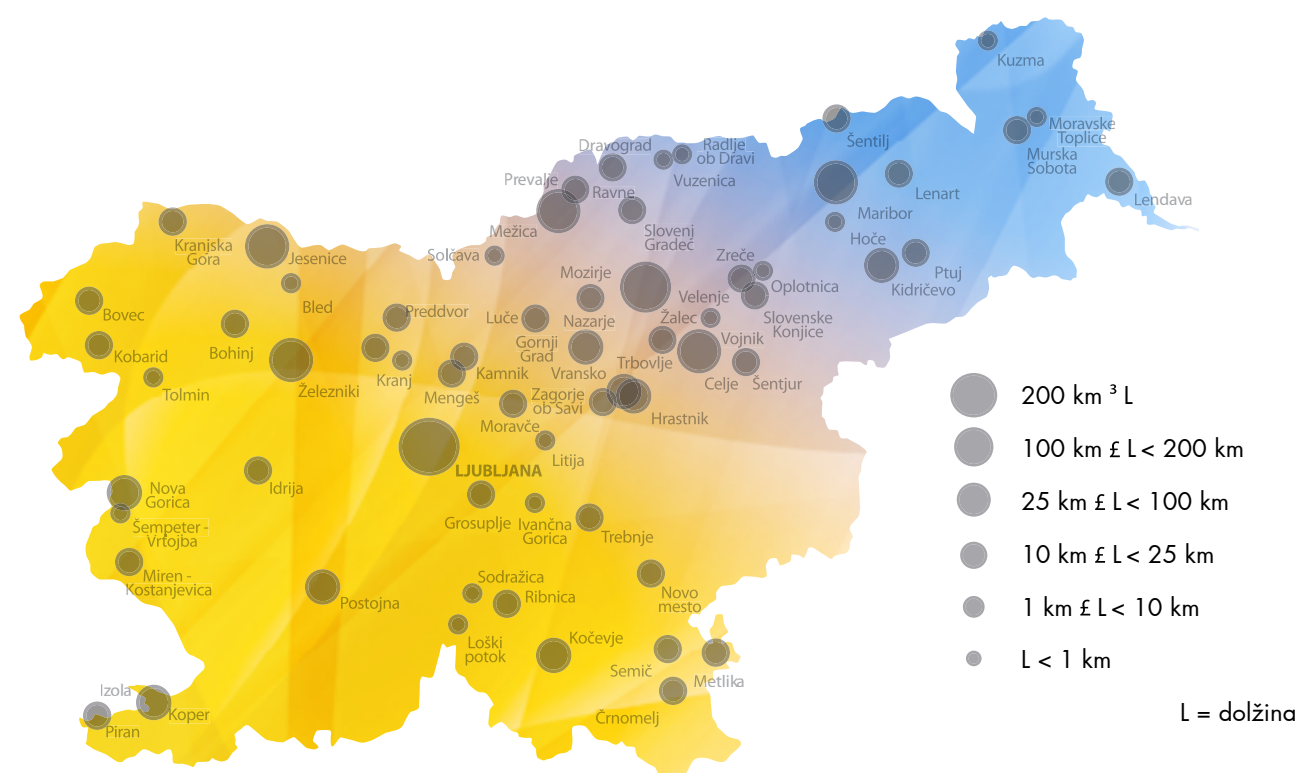 Kuzma
Moravske
Toplice
Murska
Sobota
Lendava
Šentilj
Lenart
Maribor
Hoče
Ptuj
Kidričevo
Dravograd
Radlje
ob Dravi
Vuzenica
Prevalje
Ravne
Mežica
Slovenj
Gradec
Solčava
Zreče
Oplotnica
Slovenske
Konjice
Mozirje
Velenje
Nazarje
Žalec
Vojnik
Luče
Gornji
Grad
Vransko
Trbovlje
Celje
Šentjur
Zagorje
ob Savi
Hrastnik
Kranjska
Gora
Jesenice
Bled
Bovec
Bohinj
Kobarid
Tolmin
Železniki
Preddvor
Kranj
Kamnik
Mengeš
Moravče
Litija
LJUBLJANA
Idrija
Nova
Gorica
Šempeter -
Vrtojba
Miren -
Kostanjevica
Grosuplje
Ivančna
Gorica
Trebnje
Postojna
Sodražica
Ribnica
Loški
potok
Kočevje
Novo
mesto
Semič
Metlika
Črnomelj
Izola
Koper
Piran
200 km ³ L
100 km £ L < 200 km
25 km £ L < 100 km
10 km £ L < 25 km
1 km £ L < 10 km
L < 1 km
L = dolžina